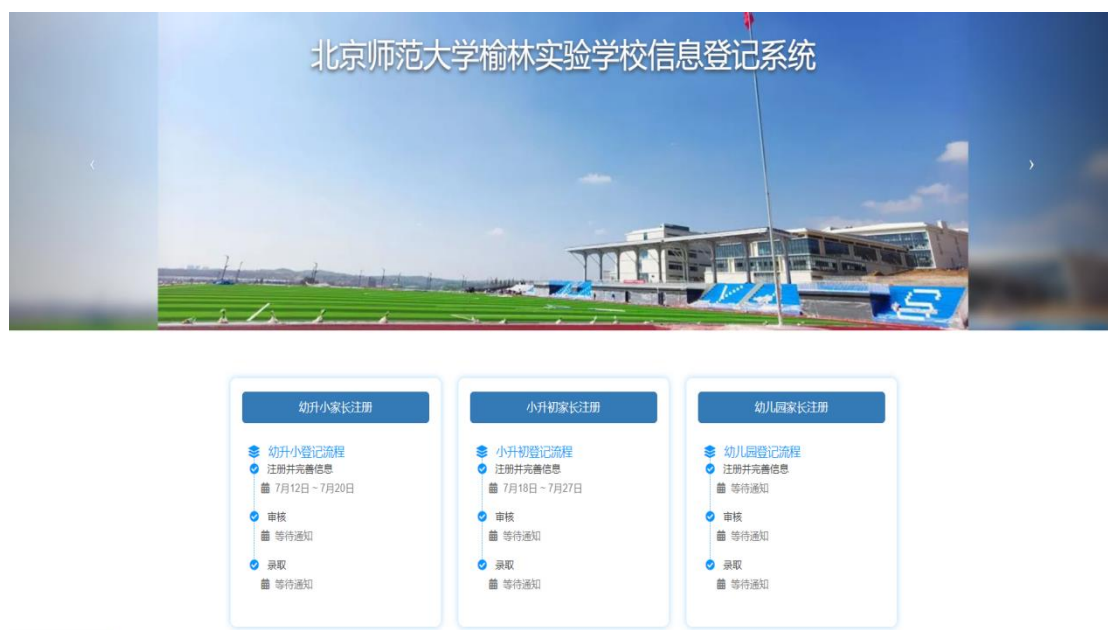 北京师范大学榆林实验学校信息登记系统
幼升小家长注册
幼升小登记流程
注册并完善信息
7月12日 ~ 7月20日
审核
等待通知
录取
等待通知
小升初家长注册
小升初登记流程
注册并完善信息
7月18日 ~ 7月27日
审核
等待通知
录取
等待通知
幼儿园家长注册
幼儿园登记流程
注册并完善信息
等待通知
审核
等待通知
录取
等待通知